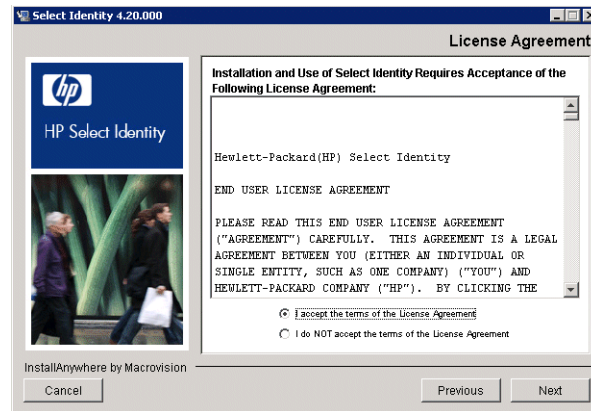 Select Identity 4.20.000
License Agreement
hp
HP Select Identity
Installation and Use of Select Identity Requires Acceptance of the
Following License Agreement:
Hewlett-Packard(HP) Select Identity
END USER LICENSE AGREEMENT
PLEASE READ THIS END USER LICENSE AGREEMENT
("AGREEMENT") CAREFULLY. THIS AGREEMENT IS A LEGAL
AGREEMENT BETWEEN YOU (EITHER AN INDIVIDUAL OR
SINGLE ENTITY, SUCH AS ONE COMPANY) ("YOU") AND
HEWLETT-PACKARD COMPANY ("HP"). BY CLICKING THE
I accept the terms of the License Agreement
I do NOT accept the terms of the License Agreement
InstallAnywhere by Macrovision
Cancel
Previous
Next